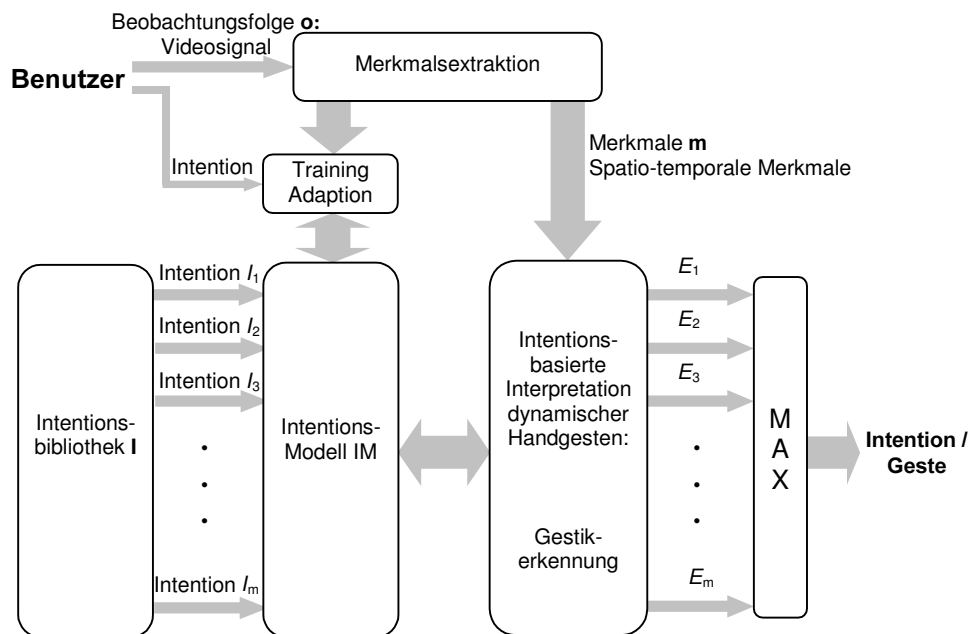 Beobachtungsfolge o:
Videosignal
Benutzer
Merkmalsextraktion
Merkmale m
Spatio-temporale Merkmale
Intention
Training
Adaption
Intention I1
Intention I2
Intention I3
Intention Im
Intentions-
bibliothek I
Intentions-
Modell IM
Intentions-
basierte
Interpretation
dynamischer
Handgesten:
Gestik-
erkennung
E1
E2
E3
Em
M
A
X
Intention /
Geste